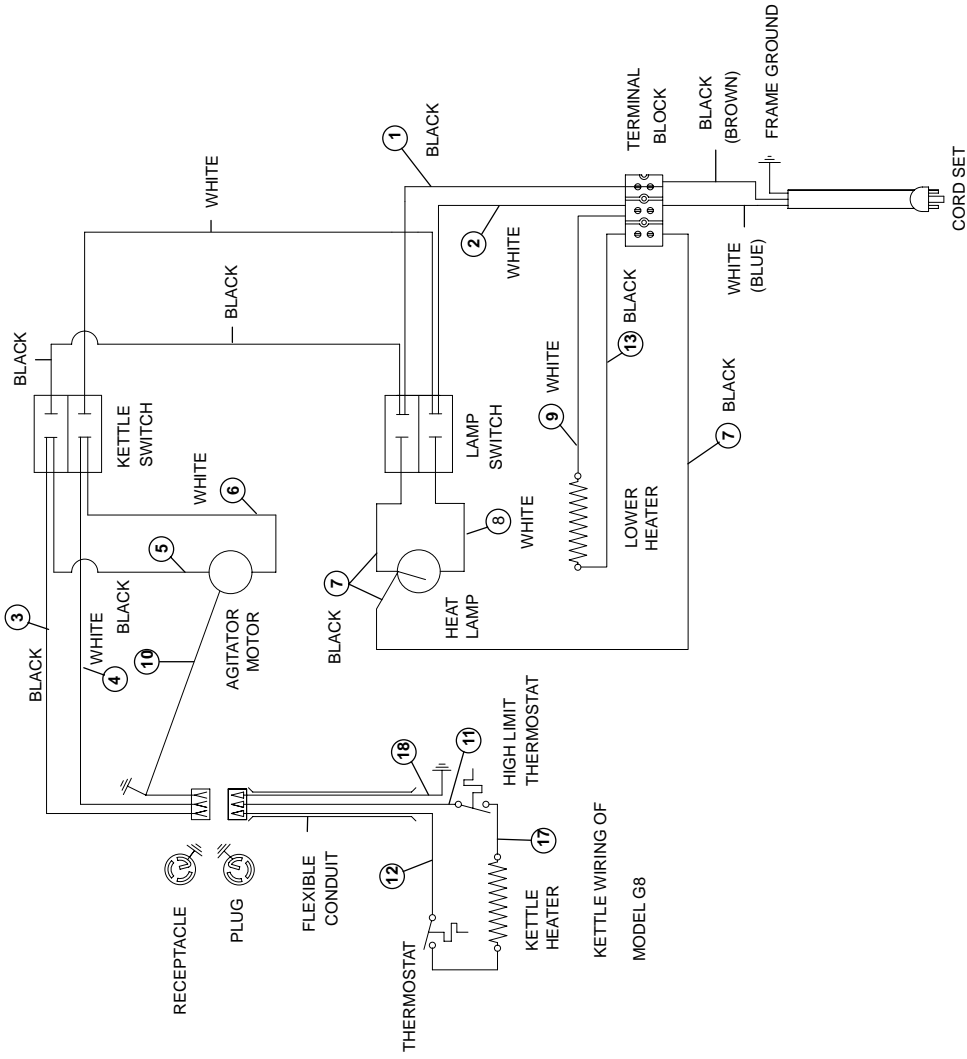 WHITE
1
BLACK
TERMINAL
BLOCK
BLACK
(BROWN)
FRAME GROUND
CORD SET
WHITE
(BLUE)
2
WHITE
BLACK
BLACK
KETTLE
SWITCH
LAMP
SWITCH
WHITE
6
5
BLACK
3
BLACK
WHITE
4
10
AGITATOR
MOTOR
7
BLACK
HEAT
LAMP
8
WHITE
9
WHITE
13
BLACK
7
BLACK
LOWER
HEATER
18
11
HIGH LIMIT
THERMOSTAT
17
12
RECEPTACLE
PLUG
FLEXIBLE
CONDUIT
THERMOSTAT
KETTLE
HEATER
KETTLE WIRING OF
MODEL G8